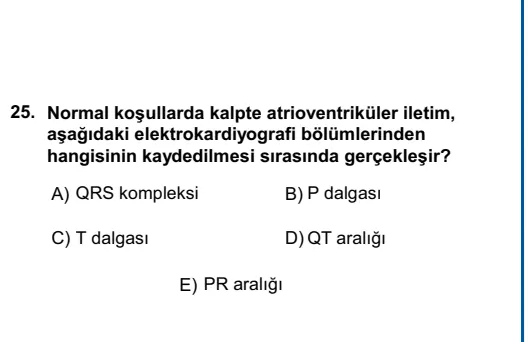 25. Normal koşullarda kalpte atrioventriküler iletim,
aşağıdaki elektrokardiyografi bölümlerinden
hangisinin kaydedilmesi sırasında gerçekleşir?
A) QRS kompleksi B) P dalgası
C) T dalgası D) QT aralığı
E) PR aralığı